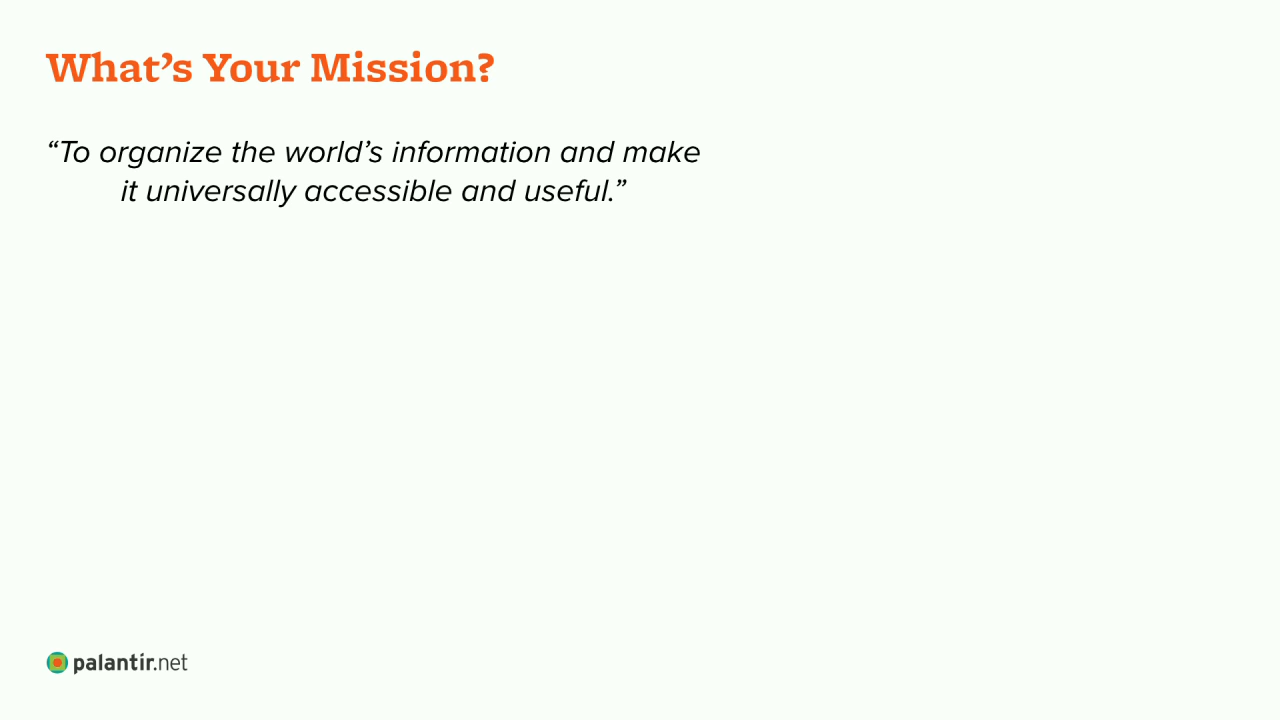 What’s Your Mission?
“To organize the world’s information and make
it universally accessible and useful.”
palantir.net